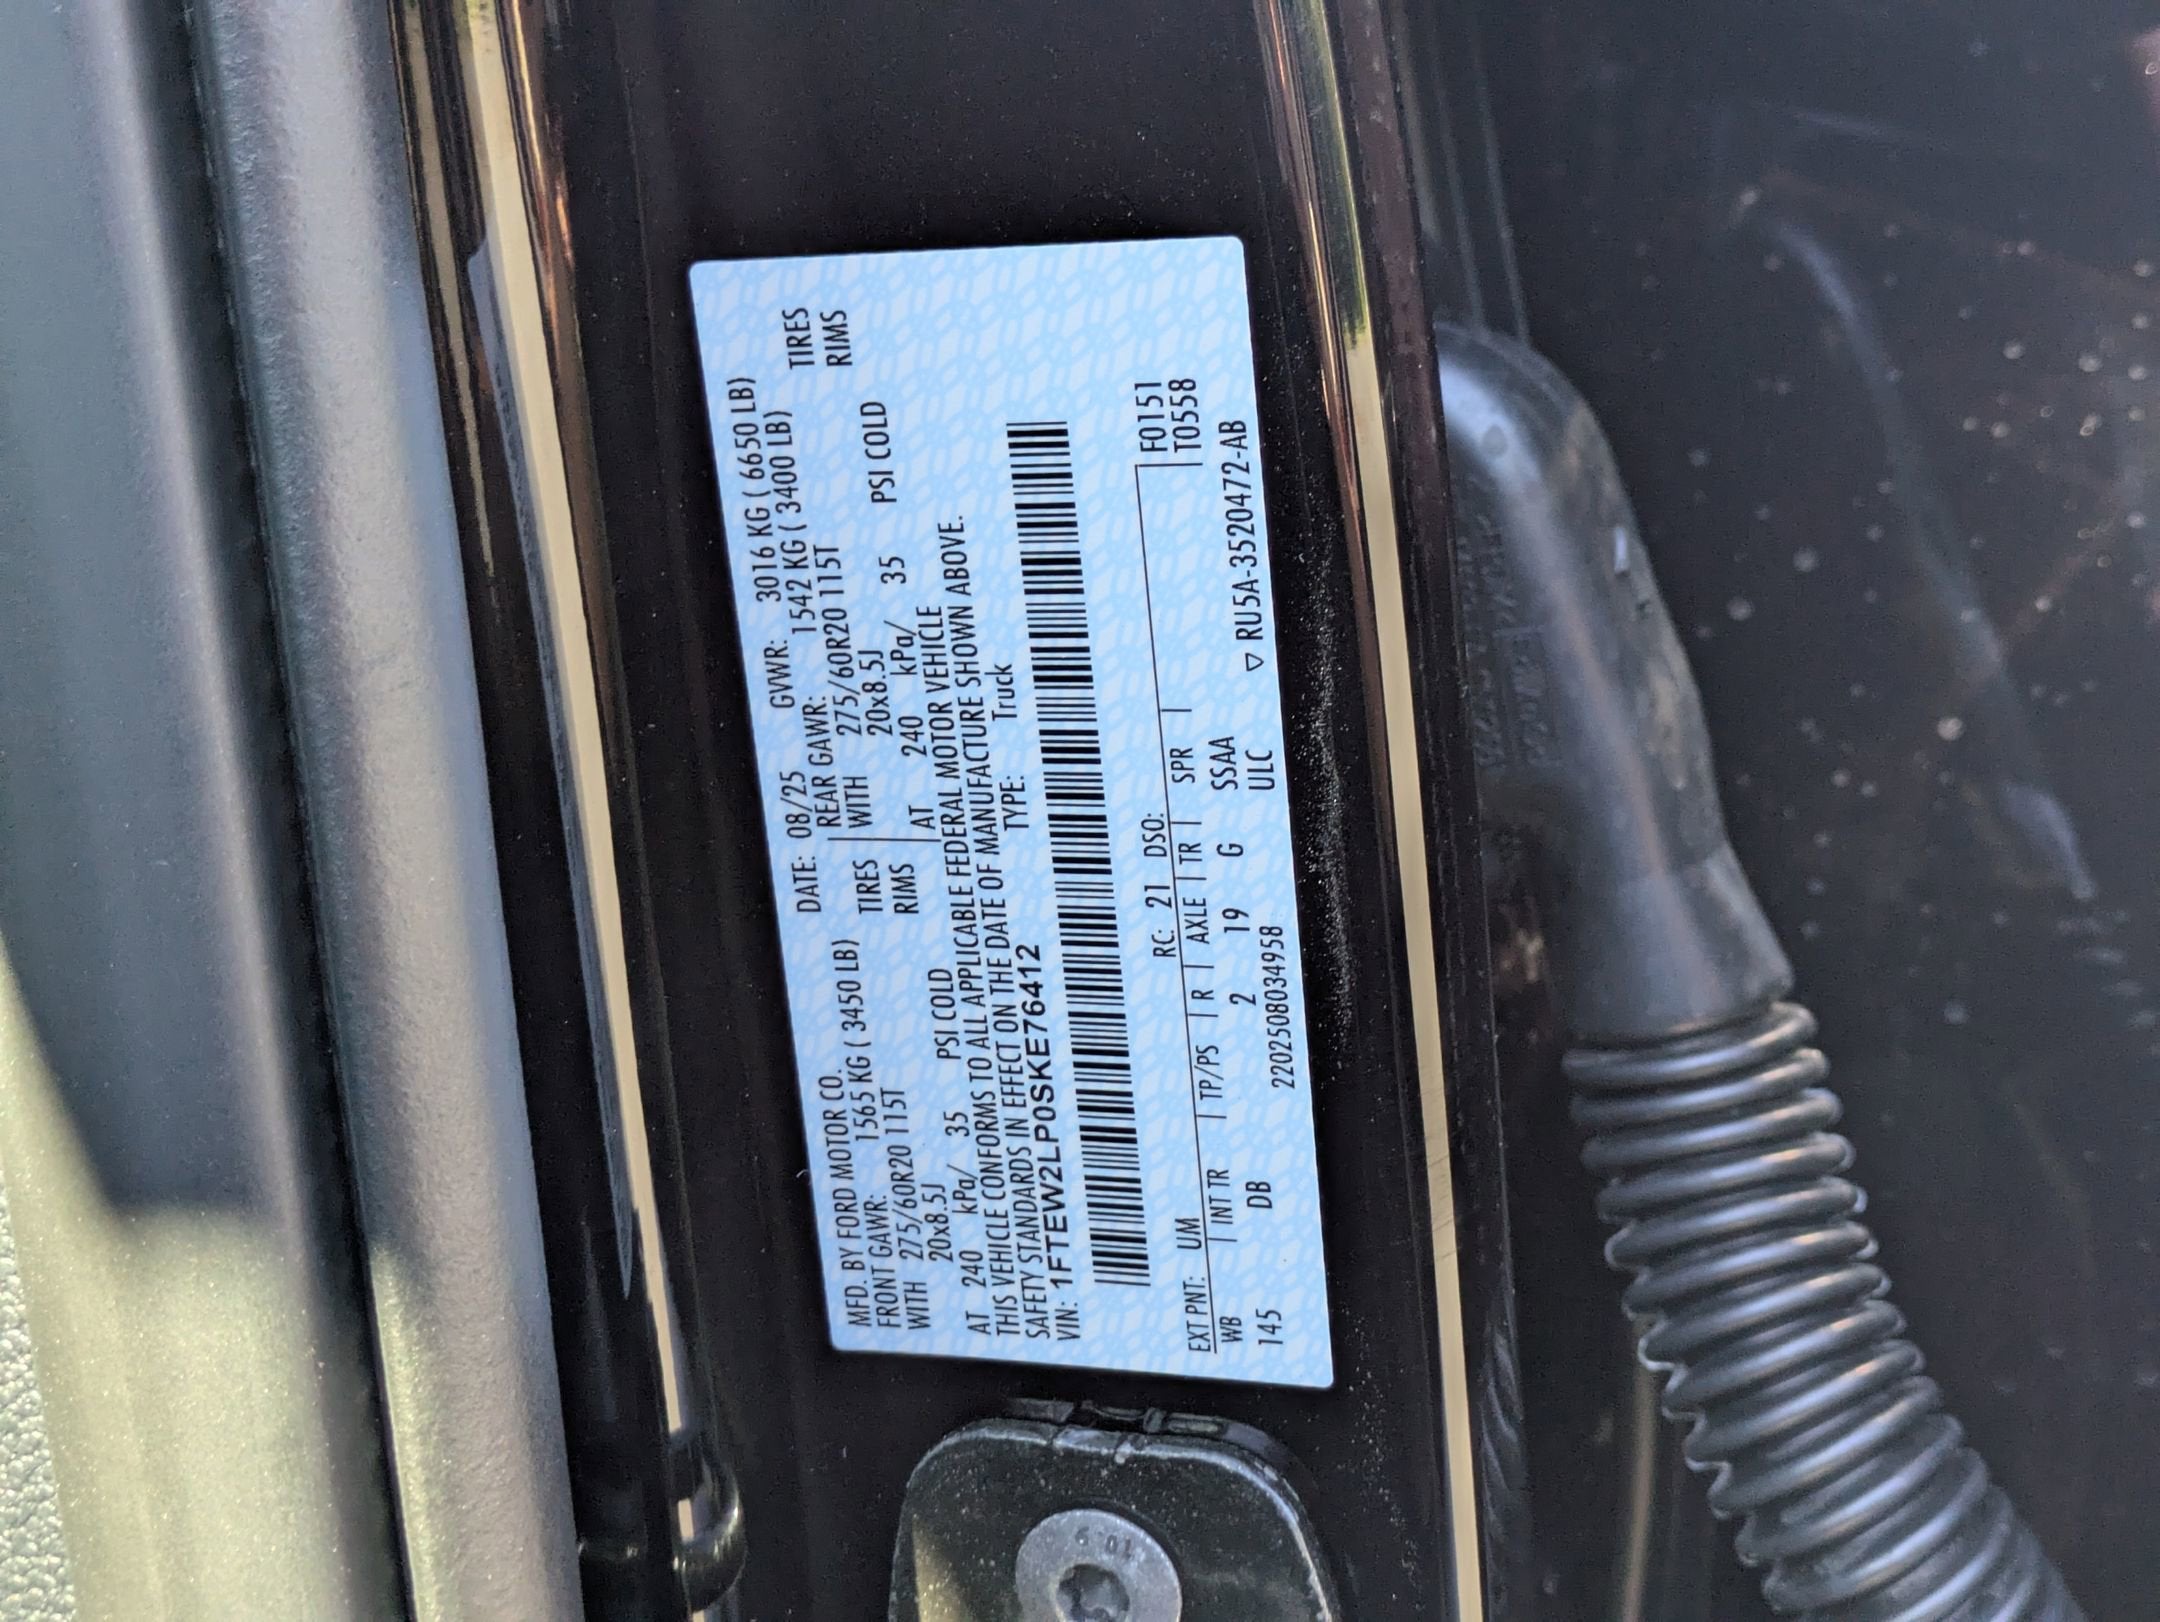 MFD. BY FORD MOTOR CO. DATE: 08/25 GVWR: 3016 KG ( 6650 LB)
FRONT GAWR: 1565 KG ( 3450 LB) REAR GAWR: 1542 KG ( 3400 LB)
WITH 275/60R20 115T TIRES WITH 275/60R20 115T TIRES
20x8.5J RIMS 20x8.5J RIMS
AT 240 kPa/ 35 PSI COLD AT 240 kPa/ 35 PSI COLD
THIS VEHICLE CONFORMS TO ALL APPLICABLE FEDERAL MOTOR VEHICLE
SAFETY STANDARDS IN EFFECT ON THE DATE OF MANUFACTURE SHOWN ABOVE.
VIN: 1FTEW2LP0SKE76412 TYPE: Truck
EXT PNT: UM RC: 21 DSO: F0151
WB | INT TR | TP/PS | R | AXLE | TR | SPR | T0558
145 DB 2 19 G SSAA
ULC ▽ RU5A-3520472-AB
22025080034958